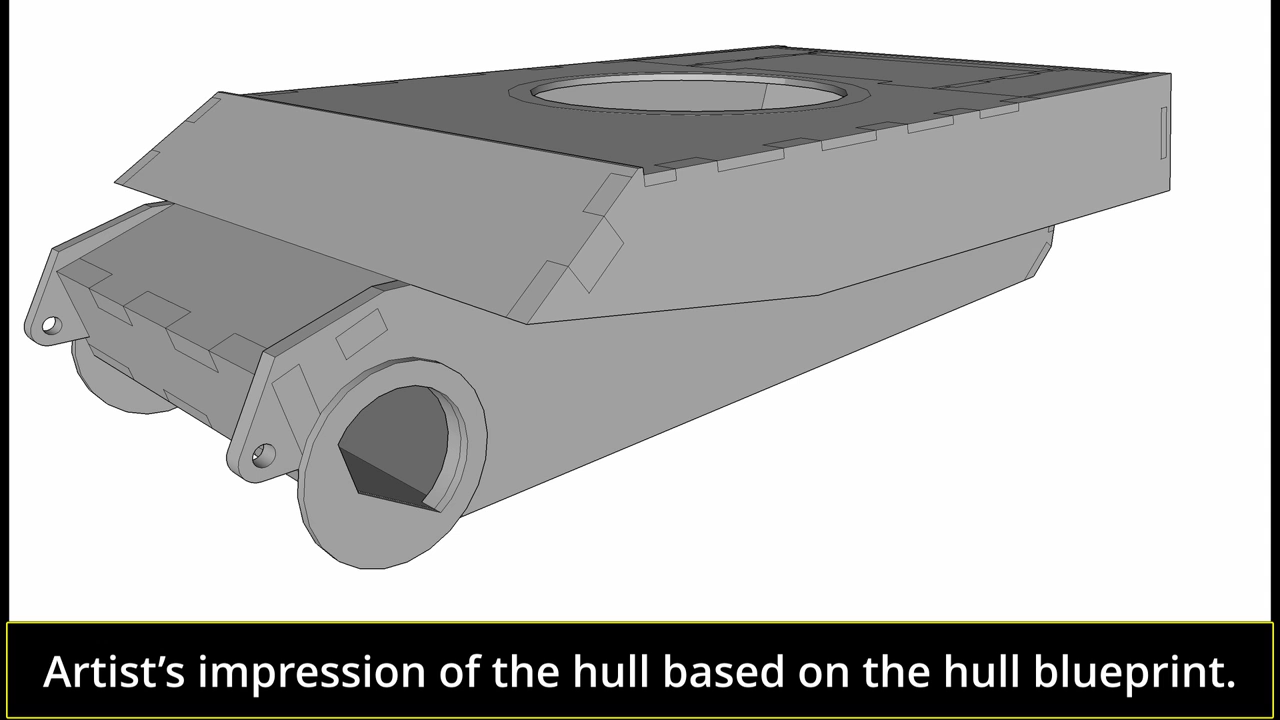 Artist’s impression of the hull based on the hull blueprint.